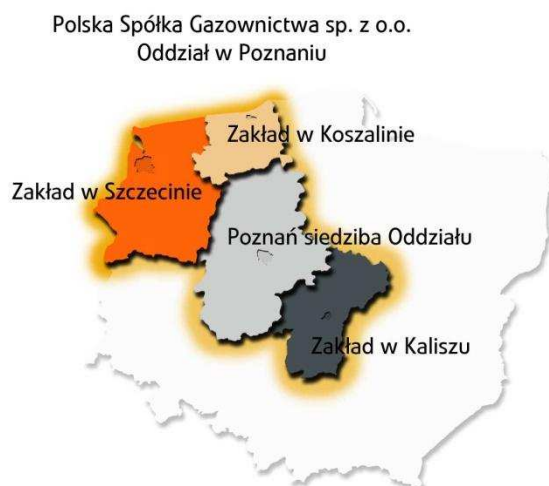 Polska Spółka Gazownictwa sp. z o.o.
Oddział w Poznaniu
Zakład w Koszalinie
Zakład w Szczecinie
Poznań siedziba Oddziału
Zakład w Kaliszu